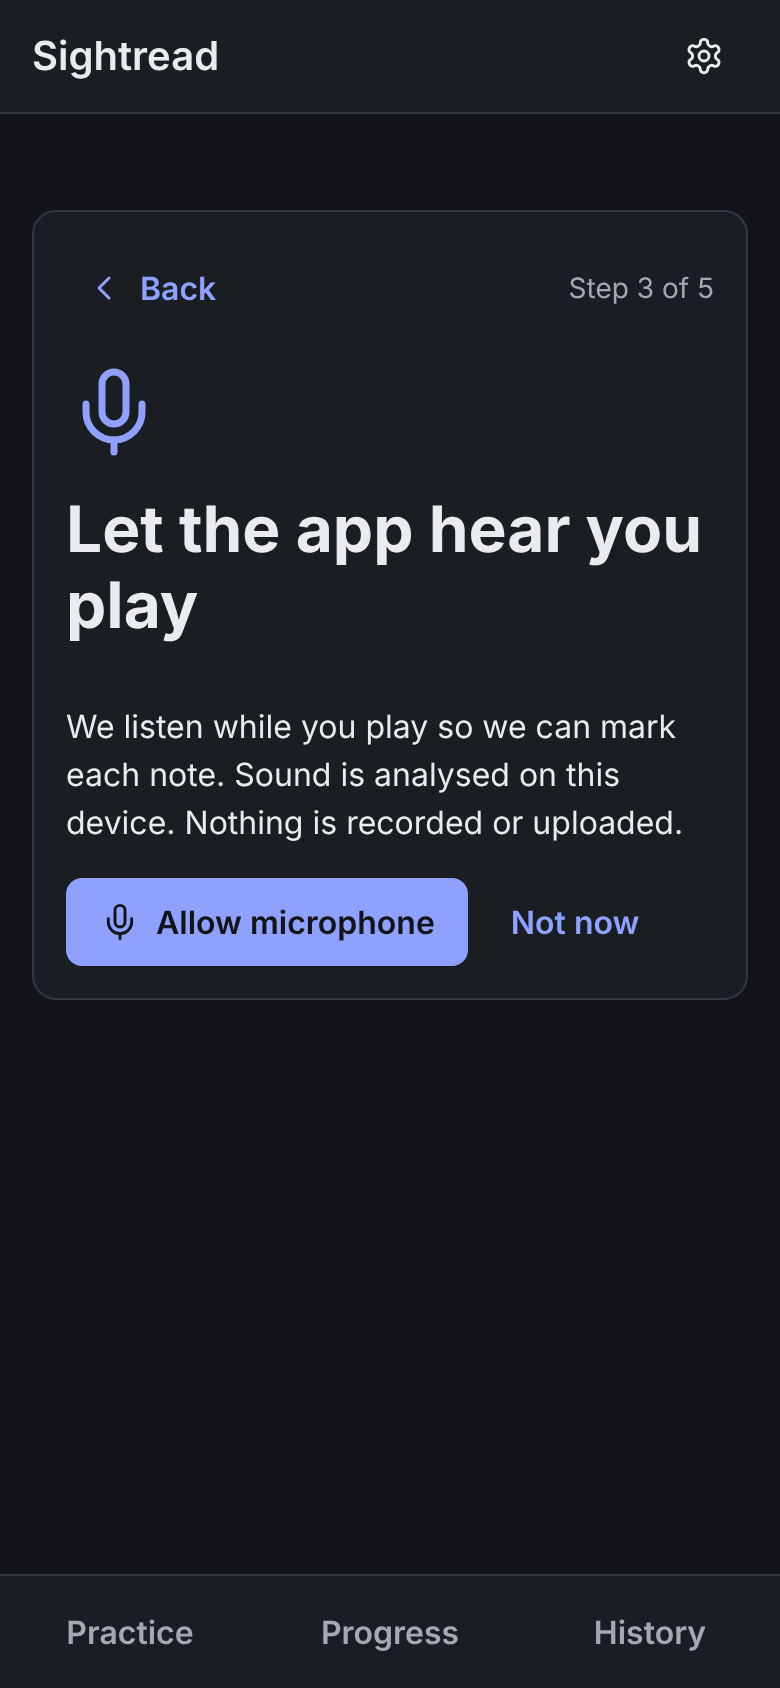 Sightread
Back
Step 3 of 5
Let the app hear you
play
We listen while you play so we can mark
each note. Sound is analysed on this
device. Nothing is recorded or uploaded.
Allow microphone
Not now
Practice
Progress
History